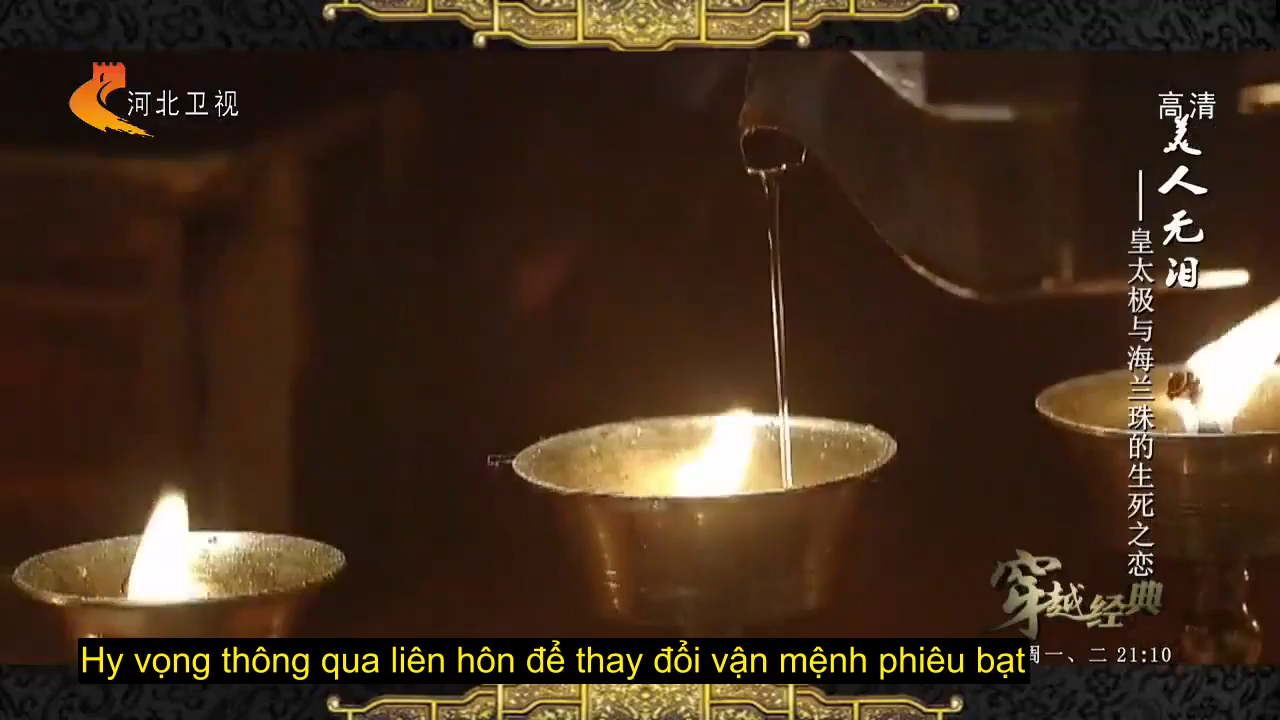 河北卫视
高清
美人无泪
——皇太极与海兰珠的生死之恋
穿越经典
周一、二 21:10
Hy vọng thông qua liên hôn để thay đổi vận mệnh phiêu bạt